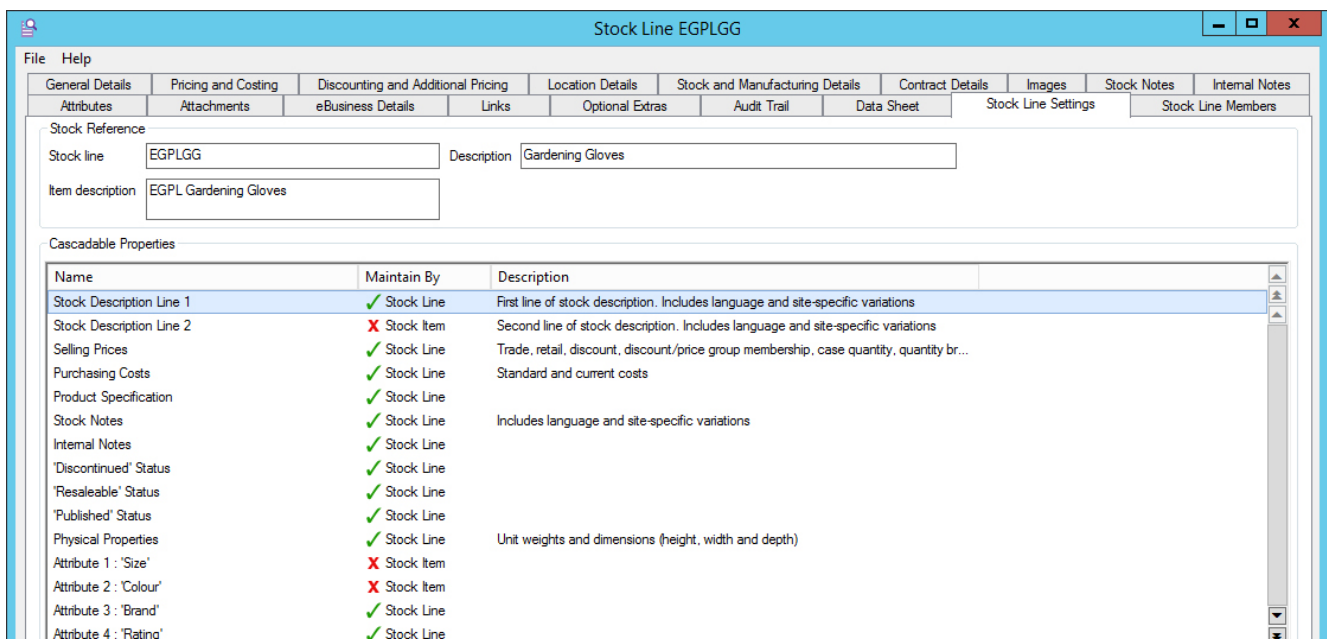 Stock Line EGPLGG
File Help
General Details Pricing and Costing Discounting and Additional Pricing Location Details Stock and Manufacturing Details Contract Details Images Stock Notes Internal Notes
Attributes Attachments eBusiness Details Links Optional Extras Audit Trail Data Sheet Stock Line Settings Stock Line Members
Stock Reference
Stock line EGPLGG Description Gardening Gloves
Item description EGPL Gardening Gloves
Cascadable Properties
Name Maintain By Description
Stock Description Line 1 Stock Line First line of stock description. Includes language and site-specific variations
Stock Description Line 2 Stock Item Second line of stock description. Includes language and site-specific variations
Selling Prices Stock Line Trade, retail, discount, discount/price group membership, case quantity, quantity br...
Purchasing Costs Stock Line Standard and current costs
Product Specification Stock Line
Stock Notes Stock Line Includes language and site-specific variations
Internal Notes Stock Line
'Discontinued' Status Stock Line
'Resaleable' Status Stock Line
'Published' Status Stock Line
Physical Properties Stock Line Unit weights and dimensions (height, width and depth)
Attribute 1 : 'Size' Stock Item
Attribute 2 : 'Colour' Stock Item
Attribute 3 : 'Brand' Stock Line
Attribute 4 : 'Rating' Stock Line